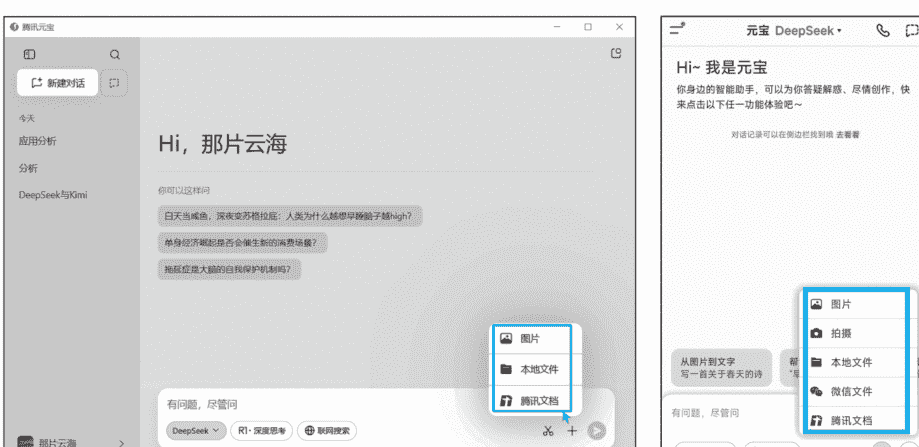 腾讯元宝
新建对话
今天
应用分析
分析
DeepSeek与Kimi
那片云海
Hi，那片云海
你可以这样问
白天当咸鱼，深夜变苏格拉底：人类为什么越想早睡脑子越high？
单身经济崛起是否会催生新的消费场景？
拖延症是大脑的自我保护机制吗？
图片
本地文件
腾讯文档
有问题，尽管问
DeepSeek
R1·深度思考
联网搜索
元宝 DeepSeek
Hi~ 我是元宝
你身边的智能助手，可以为你答疑解惑、尽情创作，快
来点击以下任一功能体验吧～
对话记录可以在侧边栏找到哦 去看看
图片
拍摄
本地文件
微信文件
腾讯文档
从图片到文字
写一首关于春天的诗
帮
有问题，尽管问